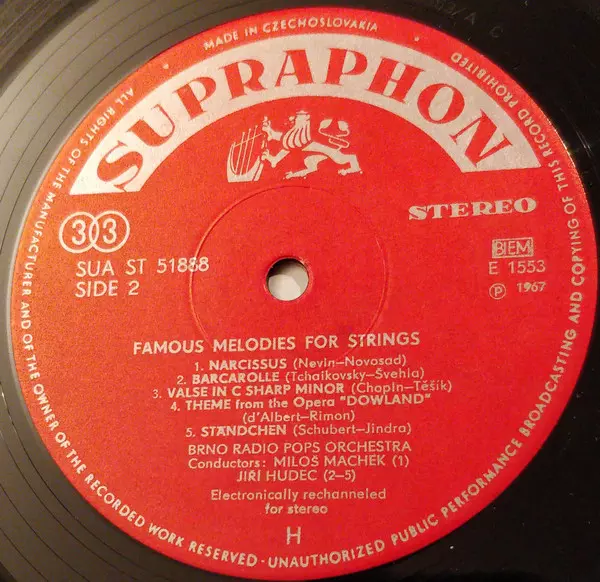 MADE IN CZECHOSLOVAKIA
SUPRAPHON
33
STEREO
SUA ST 51888
SIDE 2
BIEM
E 1553
Ⓟ 1967
FAMOUS MELODIES FOR STRINGS
1. NARCISSUS (Nevin—Novosad)
2. BARCAROLLE (Tchaikovsky—Švehla)
3. VALSE IN C SHARP MINOR (Chopin—Těšík)
4. THEME from the Opera "DOWLAND"
(d'Albert—Rimon)
5. STÄNDCHEN (Schubert—Jindra)
BRNO RADIO POPS ORCHESTRA
Conductors: MILOŠ MACHEK (1)
JIŘÍ HUDEC (2—5)
Electronically rechanneled
for stereo
H
ALL RIGHTS OF THE MANUFACTURER AND OF THE OWNER OF THE RECORDED WORK RESERVED - UNAUTHORIZED PUBLIC PERFORMANCE BROADCASTING AND COPYING OF THIS RECORD PROHIBITED